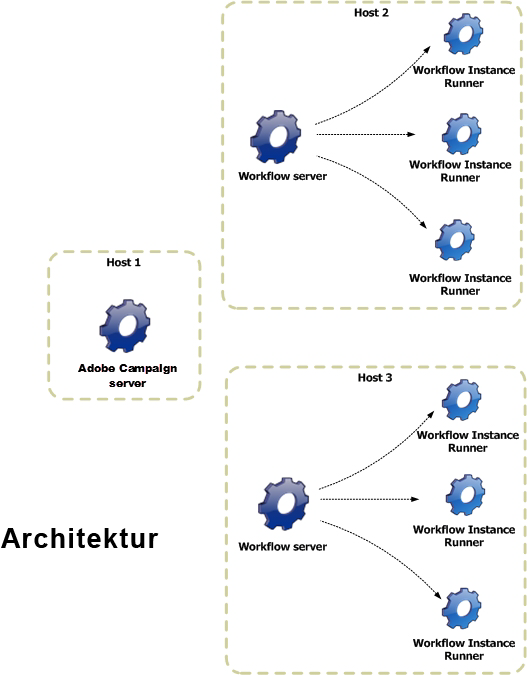 Host 2
Workflow Instance
Runner
Workflow server
Workflow Instance
Runner
Workflow Instance
Runner
Host 1
Adobe Campaign
server
Host 3
Workflow Instance
Runner
Workflow server
Workflow Instance
Runner
Workflow Instance
Runner
Architektur